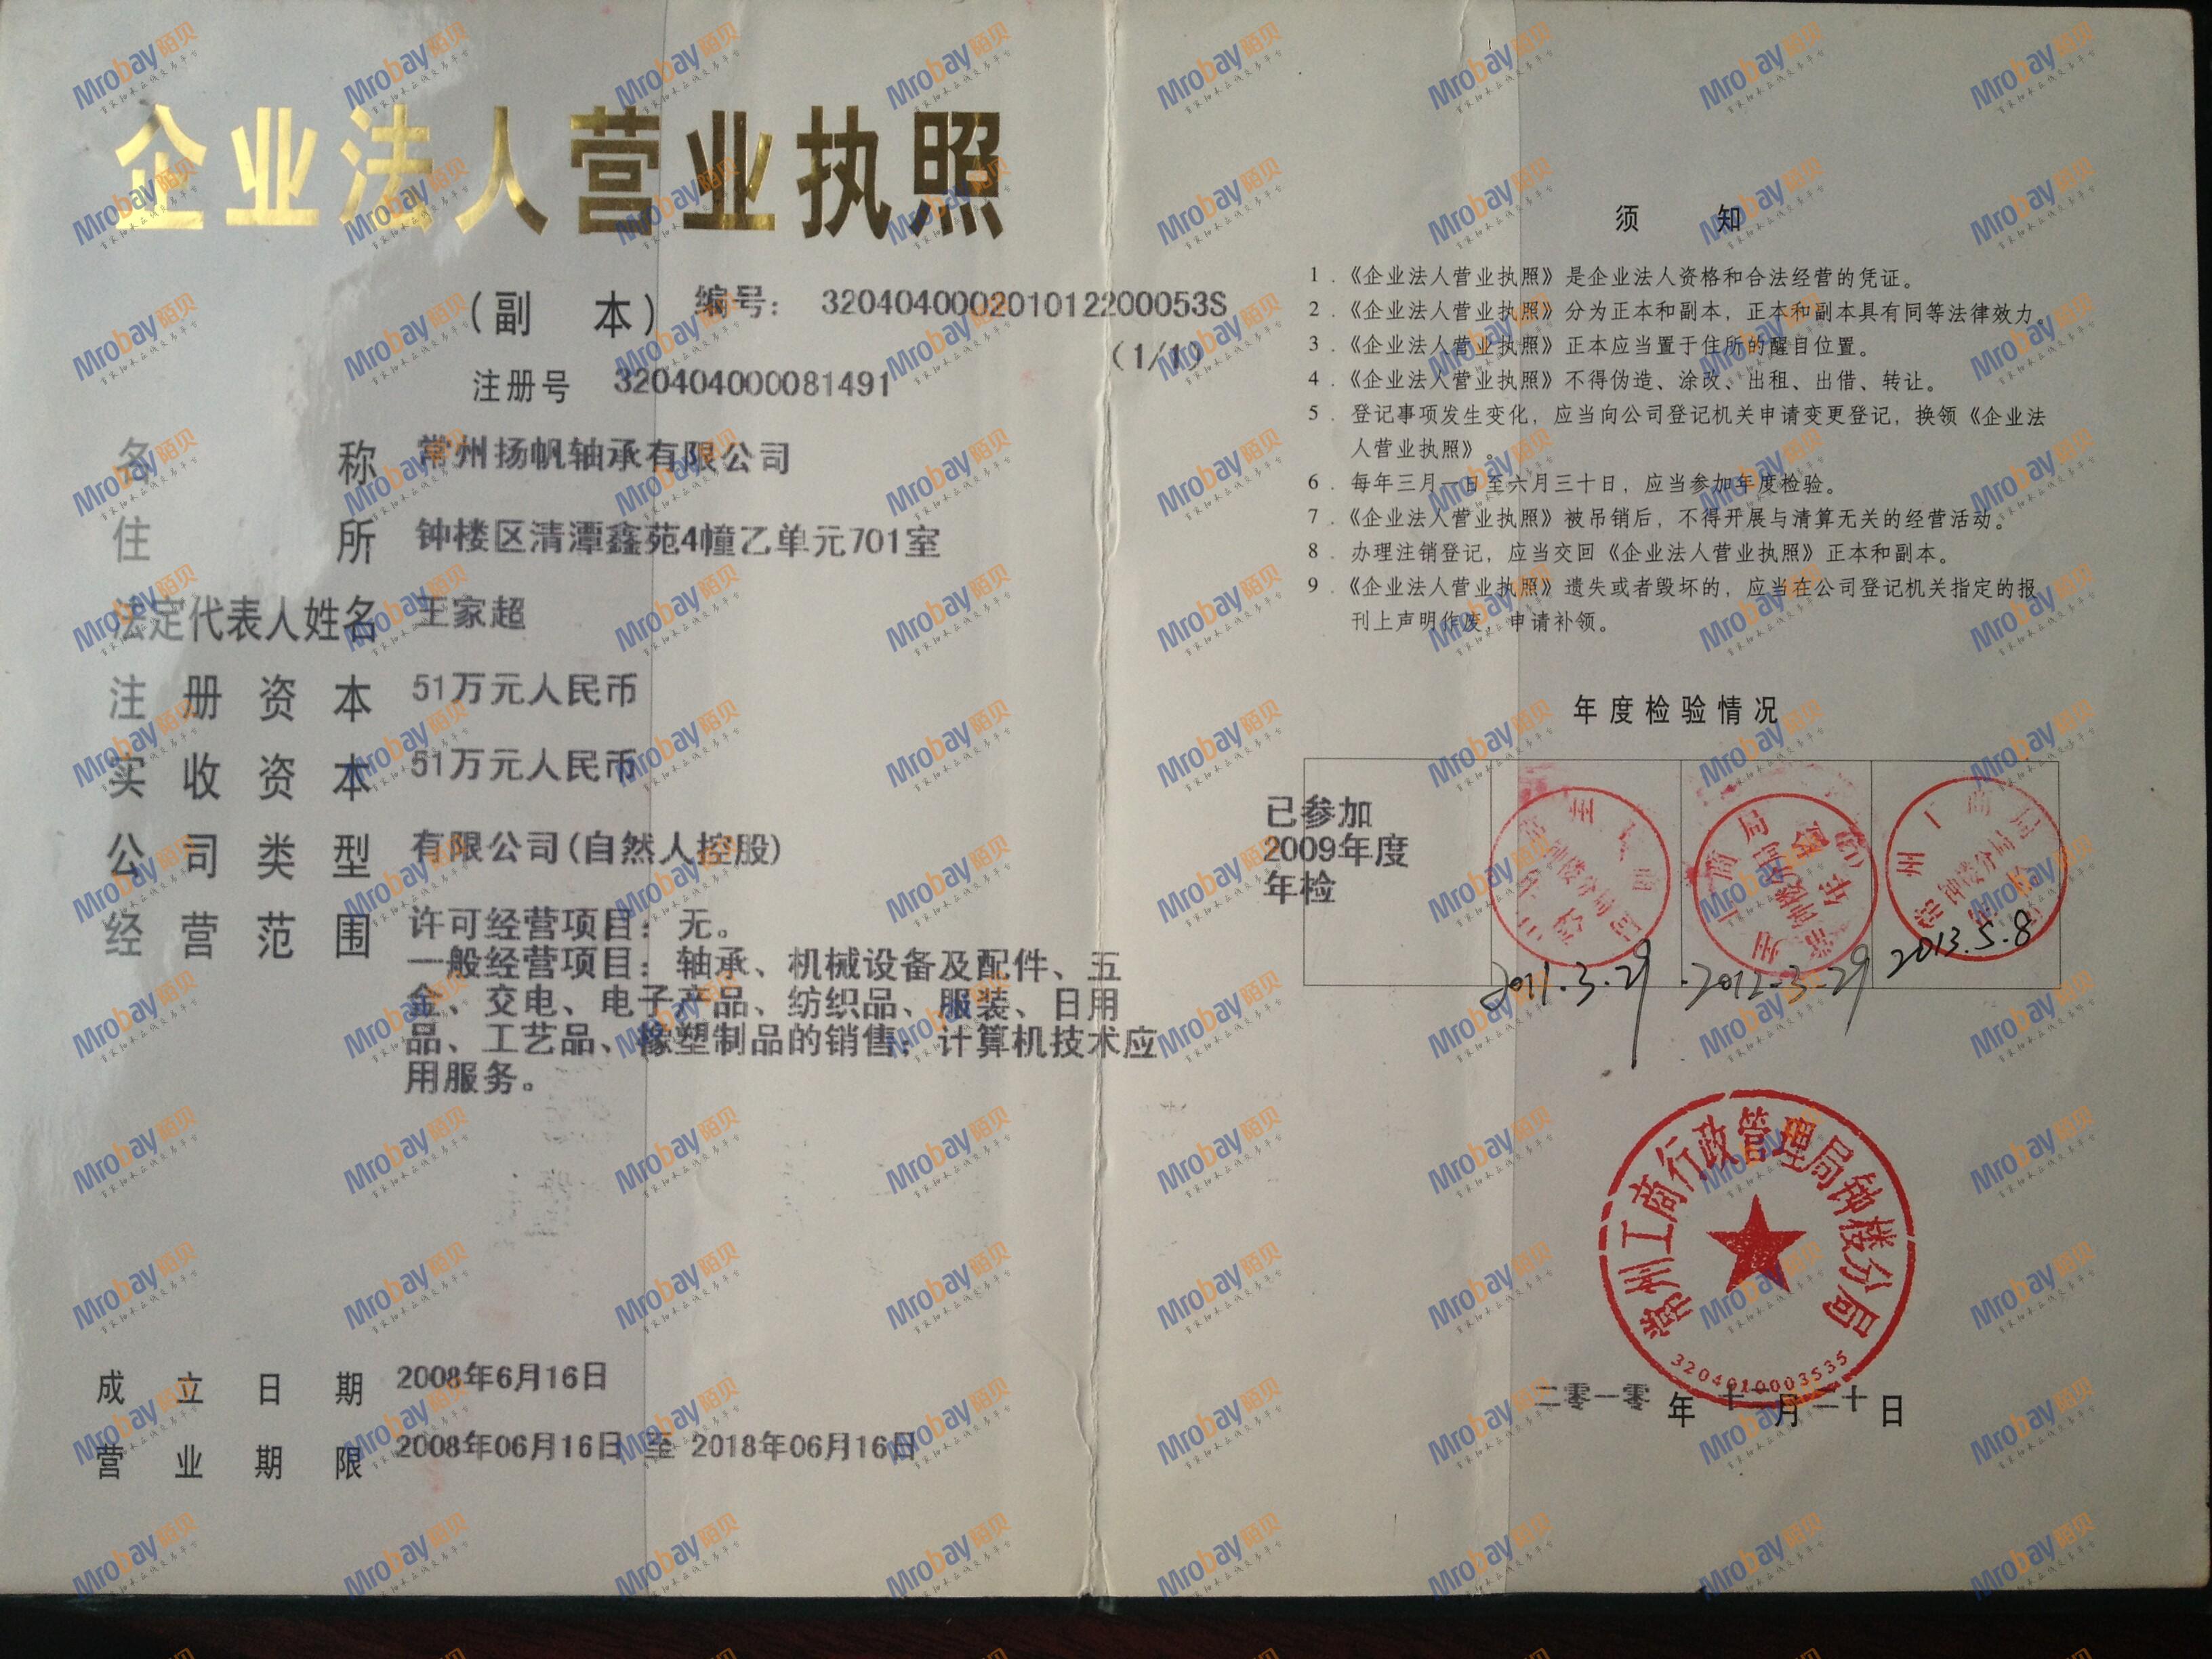 企业法人营业执照
(副 本) 编号: 320404000201012200053S
(1/1)
注册号 320404000081491
名 称 常州扬帆轴承有限公司
住 所 钟楼区清潭鑫苑4幢乙单元701室
法定代表人姓名 王家超
注册资本 51万元人民币
实收资本 51万元人民币
公司类型 有限公司(自然人控股)
经营范围 许可经营项目:无。
一般经营项目:轴承、机械设备及配件、五
金、交电、电子产品、纺织品、服装、日用
品、工艺品、橡塑制品的销售;计算机技术应
用服务。
成立日期 2008年6月16日
营业期限 2008年06月16日 至 2018年06月16日
须 知
1.《企业法人营业执照》是企业法人资格和合法经营的凭证。
2.《企业法人营业执照》分为正本和副本,正本和副本具有同等法律效力。
3.《企业法人营业执照》正本应当置于住所的醒目位置。
4.《企业法人营业执照》不得伪造、涂改、出租、出借、转让。
5.登记事项发生变化,应当向公司登记机关申请变更登记,换领《企业法
人营业执照》。
6.每年三月一日至六月三十日,应当参加年度检验。
7.《企业法人营业执照》被吊销后,不得开展与清算无关的经营活动。
8.办理注销登记,应当交回《企业法人营业执照》正本和副本。
9.《企业法人营业执照》遗失或者毁坏的,应当在公司登记机关指定的报
刊上声明作废,申请补领。
年度检验情况
已参加
2009年度
年检
2011.3.29
2012.3.29
2013.5.8
常州工商行政管理局钟楼分局
3204010003535
二零一零年十一月二十日
Mrobay陌贝